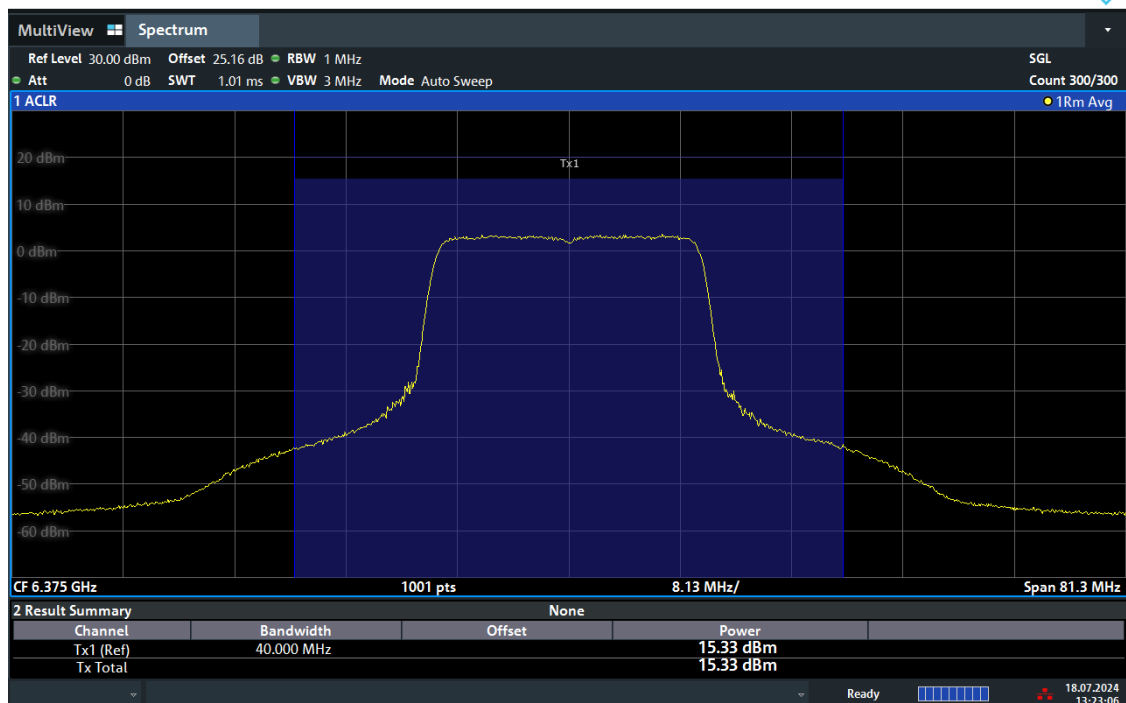 MultiView Spectrum
Ref Level 30.00 dBm Offset 25.16 dB RBW 1 MHz SGL
Att 0 dB SWT 1.01 ms VBW 3 MHz Mode Auto Sweep Count 300/300
1 ACLR 1Rm Avg
Tx1
20 dBm
10 dBm
0 dBm
-10 dBm
-20 dBm
-30 dBm
-40 dBm
-50 dBm
-60 dBm
CF 6.375 GHz 1001 pts 8.13 MHz/ Span 81.3 MHz
2 Result Summary None
Channel Bandwidth Offset Power
Tx1 (Ref) 40.000 MHz 15.33 dBm
Tx Total 15.33 dBm
Ready 18.07.2024
13:23:06